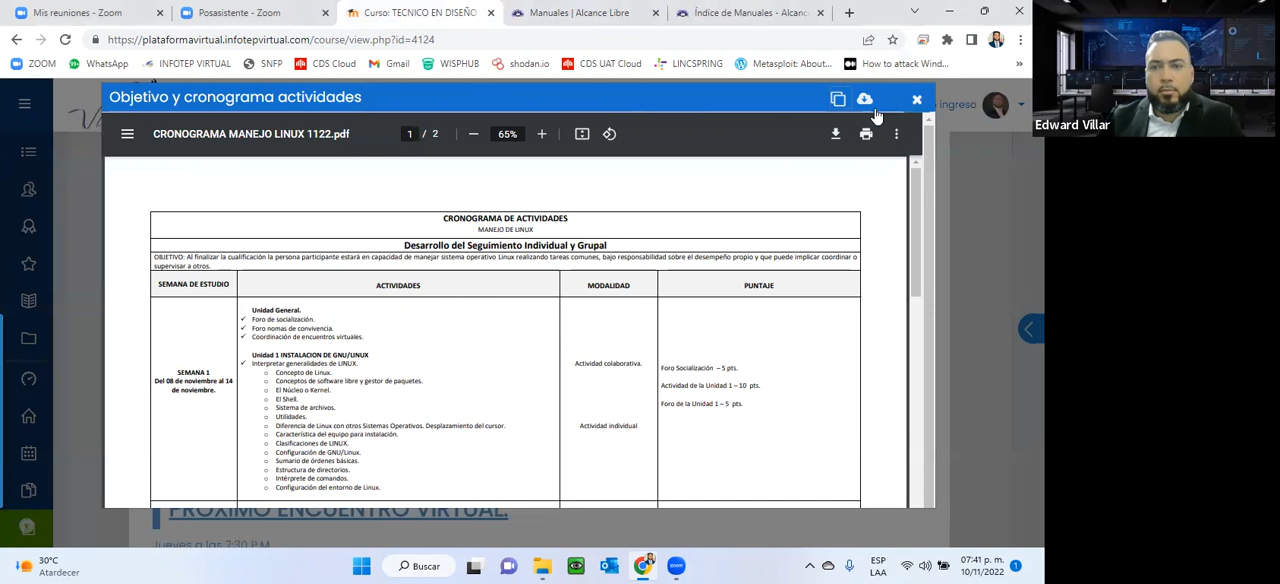 Mis reuniones - Zoom
Posasistente - Zoom
Curso: TECNICO EN DISEÑO
Manuales | Alcance Libre
Índice de Manuales - Alcance
https://plataformavirtual.infotepvirtual.com/course/view.php?id=4124
ZOOM
WhatsApp
INFOTEP VIRTUAL
SNFP
CDS Cloud
Gmail
WISPHUB
shodan.io
CDS UAT Cloud
LINCSPRING
Metasploit: About...
How to attack Wind...
»
Objetivo y cronograma actividades
ingreso
Edward Villar
CRONOGRAMA MANEJO LINUX 1122.pdf
1 / 2
65%
CRONOGRAMA DE ACTIVIDADES
MANEJO DE LINUX
Desarrollo del Seguimiento Individual y Grupal
OBJETIVO: Al finalizar la cualificación la persona participante estará en capacidad de manejar sistema operativo Linux realizando tareas comunes, bajo responsabilidad sobre el desempeño propio y que puede implicar coordinar o
supervisar a otros.
SEMANA DE ESTUDIO
ACTIVIDADES
MODALIDAD
PUNTAJE
SEMANA 1
Del 08 de noviembre al 14
de noviembre.
Unidad General.
✓ Foro de socialización.
✓ Foro nomas de convivencia.
✓ Coordinación de encuentros virtuales.
Unidad 1 INSTALACION DE GNU/LINUX
✓ Interpretar generalidades de LINUX.
o Concepto de Linux.
o Conceptos de software libre y gestor de paquetes.
o El Núcleo o Kernel.
o El Shell.
o Sistema de archivos.
o Utilidades.
o Diferencia de Linux con otros Sistemas Operativos. Desplazamiento del cursor.
o Característica del equipo para instalación.
o Clasificaciones de LINUX.
o Configuración de GNU/Linux.
o Sumario de órdenes básicas.
o Estructura de directorios.
o Intérprete de comandos.
o Configuración del entorno de Linux.
Actividad colaborativa.
Actividad individual
Foro Socialización – 5 pts.
Actividad de la Unidad 1 – 10 pts.
Foro de la Unidad 1 – 5 pts.
PRÓXIMO ENCUENTRO VIRTUAL.
Jueves a las 7:30 P.M
30°C
Atardecer
Buscar
ESP
LAA
07:41 p. m.
10/11/2022
1